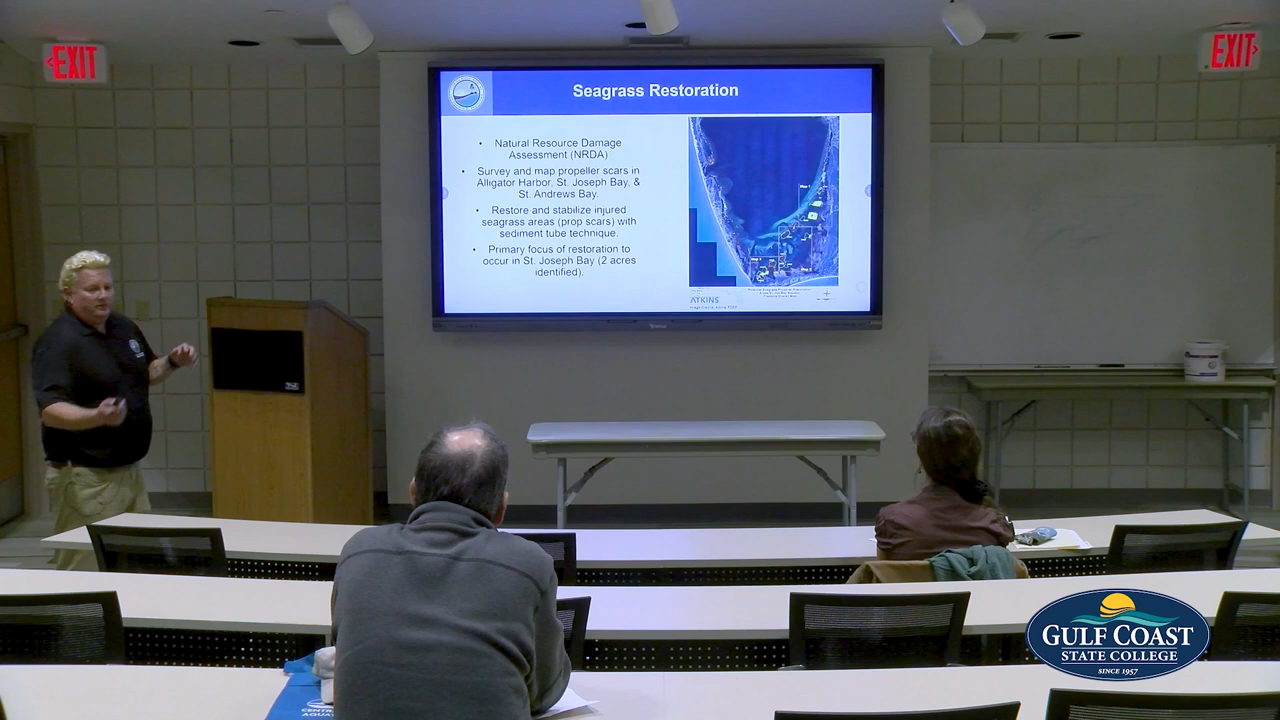 EXIT
EXIT
Seagrass Restoration
• Natural Resource Damage
Assessment (NRDA)
• Survey and map propeller scars in
Alligator Harbor, St. Joseph Bay, &
St. Andrews Bay.
• Restore and stabilize injured
seagrass areas (prop scars) with
sediment tube technique.
• Primary focus of restoration to
occur in St. Joseph Bay (2 acres
identified).
Map 1
ATKINS
GULF COAST
STATE COLLEGE
SINCE 1957